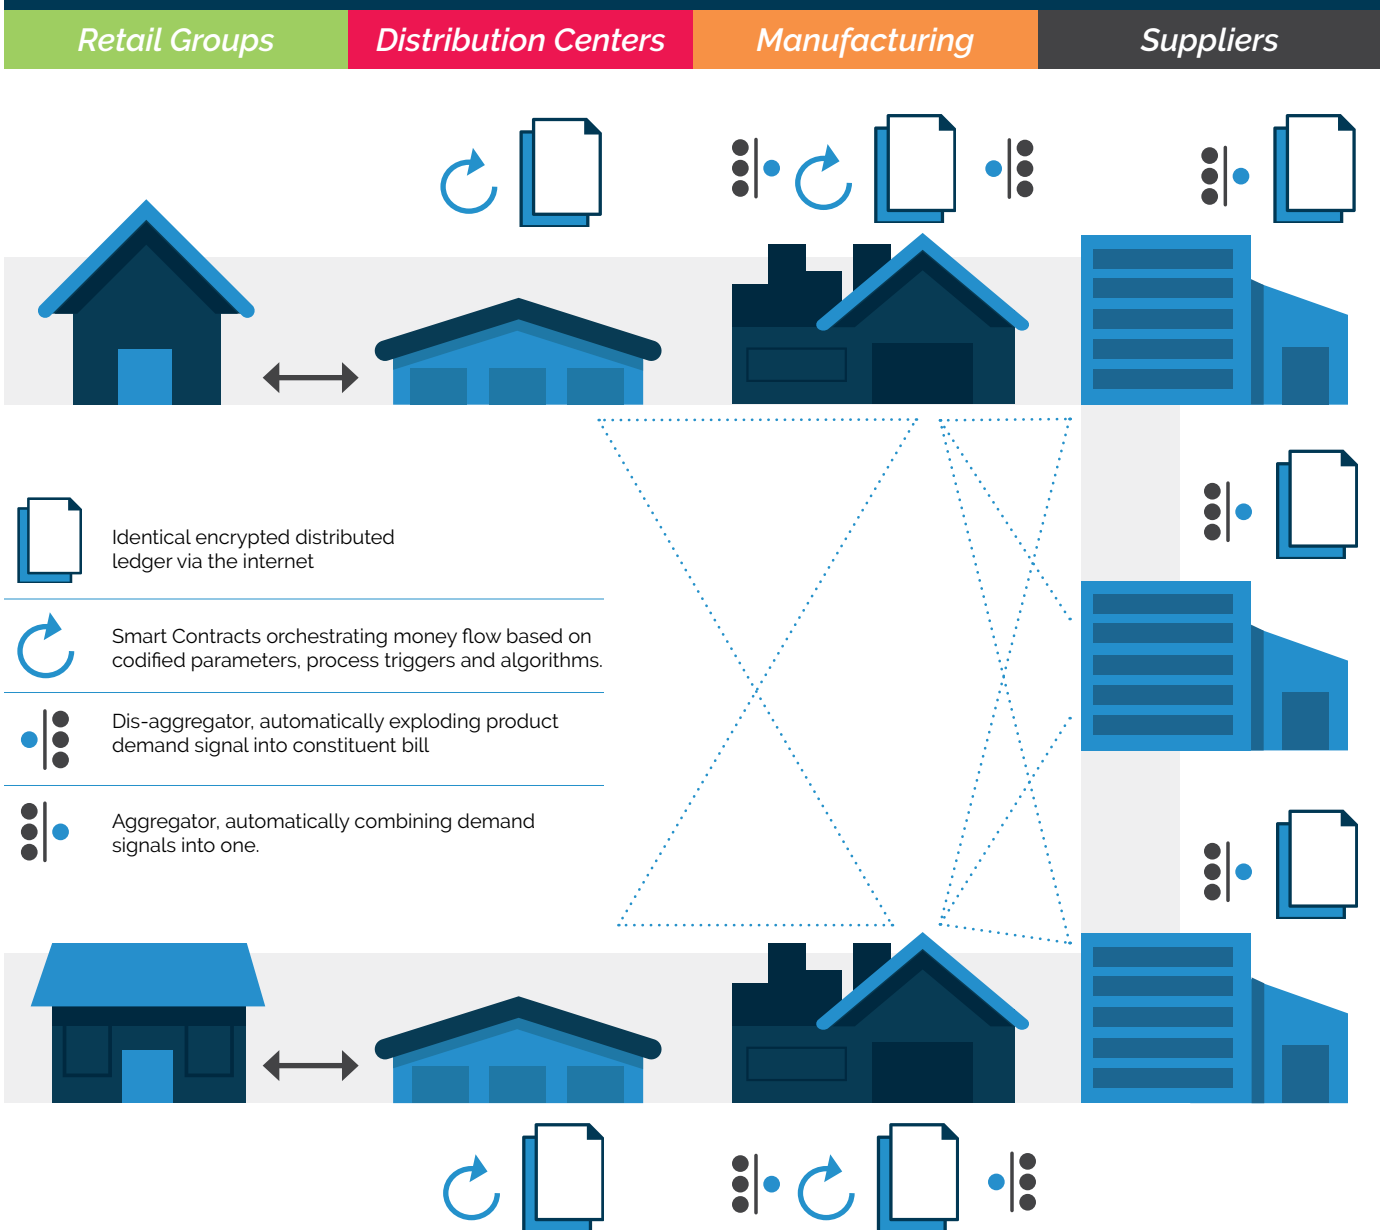 Retail Groups
Distribution Centers
Manufacturing
Suppliers
Identical encrypted distributed
ledger via the internet
Smart Contracts orchestrating money flow based on
codified parameters, process triggers and algorithms.
Dis-aggregator, automatically exploding product
demand signal into constituent bill
Aggregator, automatically combining demand
signals into one.